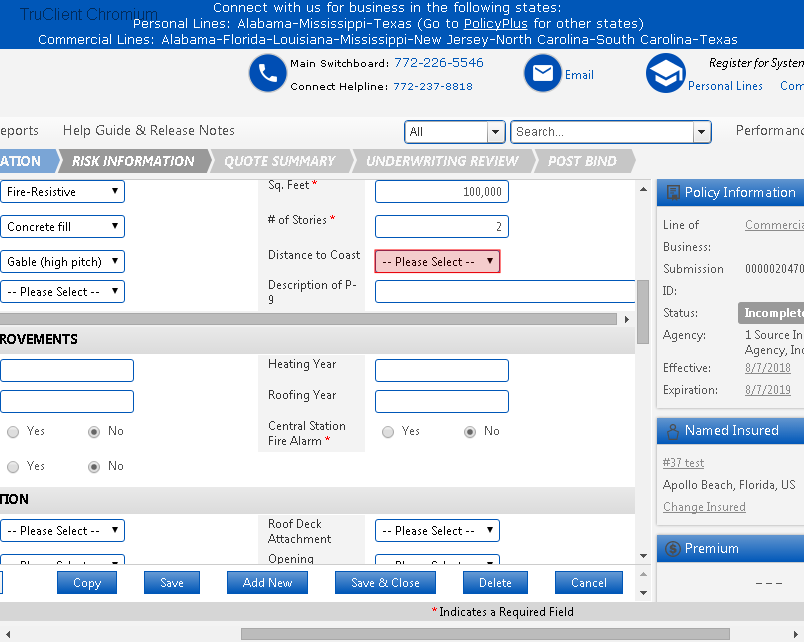 TruClient Chromium
Connect with us for business in the following states:
Personal Lines: Alabama-Mississippi-Texas (Go to PolicyPlus for other states)
Commercial Lines: Alabama-Florida-Louisiana-Mississippi-New Jersey-North Carolina-South Carolina-Texas
Main Switchboard: 772-226-5546
Connect Helpline: 772-237-8818
Email
Register for System
Personal Lines Com
eports Help Guide & Release Notes All Search... Performanc
ATION RISK INFORMATION QUOTE SUMMARY UNDERWRITING REVIEW POST BIND
Fire-Resistive Sq. Feet * 100,000
Concrete fill # of Stories * 2
Gable (high pitch) Distance to Coast -- Please Select --
-- Please Select -- Description of P-
9
ROVEMENTS
Heating Year
Roofing Year
Yes No Central Station
Fire Alarm * Yes No
Yes No
TION
-- Please Select -- Roof Deck
Attachment -- Please Select --
-- Please Select -- Opening -- Please Select --
Copy Save Add New Save & Close Delete Cancel
* Indicates a Required Field
Policy Information
Line of
Business: Commercia
Submission
ID: 0000020470
Status: Incomplete
Agency: 1 Source In
Agency, Inc
Effective: 8/7/2018
Expiration: 8/7/2019
Named Insured
#37 test
Apollo Beach, Florida, US
Change Insured
Premium
---